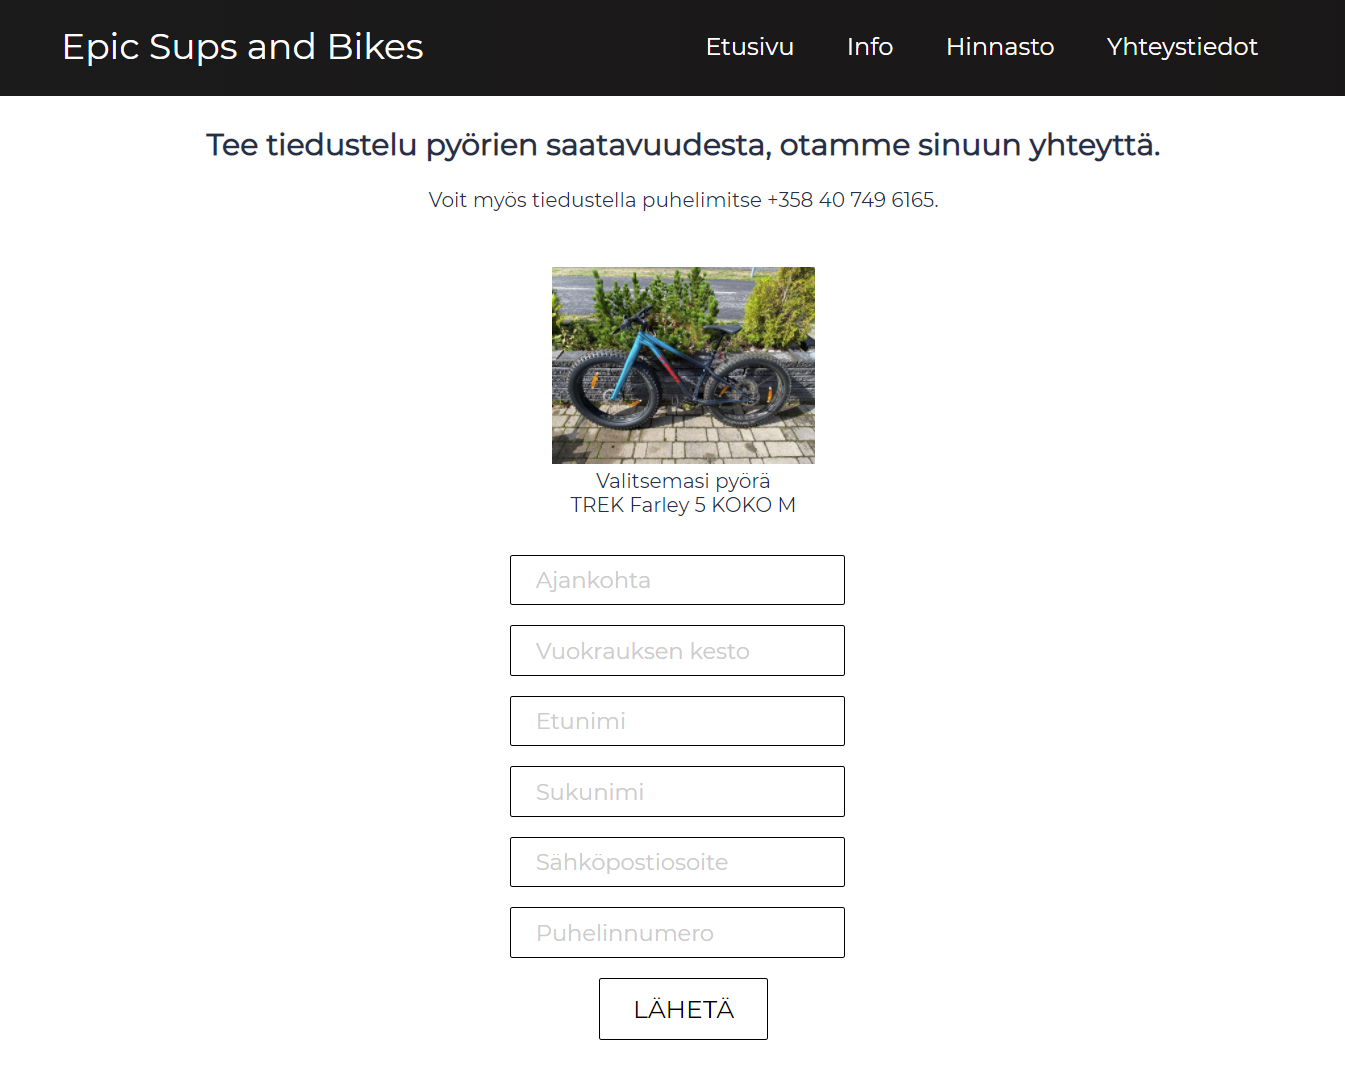 Epic Sups and Bikes
Etusivu Info Hinnasto Yhteystiedot
Tee tiedustelu pyörien saatavuudesta, otamme sinuun yhteyttä.
Voit myös tiedustella puhelimitse +358 40 749 6165.
Valitsemasi pyörä
TREK Farley 5 KOKO M
Ajankohta
Vuokrauksen kesto
Etunimi
Sukunimi
Sähköpostiosoite
Puhelinnumero
LÄHETÄ